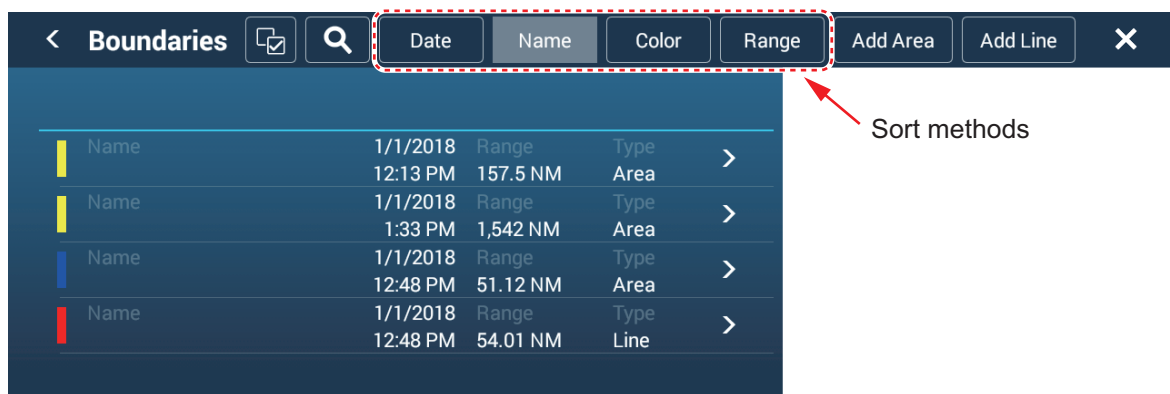 Boundaries Date Name Color Range Add Area Add Line
Sort methods
Name 1/1/2018 Range Type
12:13 PM 157.5 NM Area
Name 1/1/2018 Range Type
1:33 PM 1,542 NM Area
Name 1/1/2018 Range Type
12:48 PM 51.12 NM Area
Name 1/1/2018 Range Type
12:48 PM 54.01 NM Line